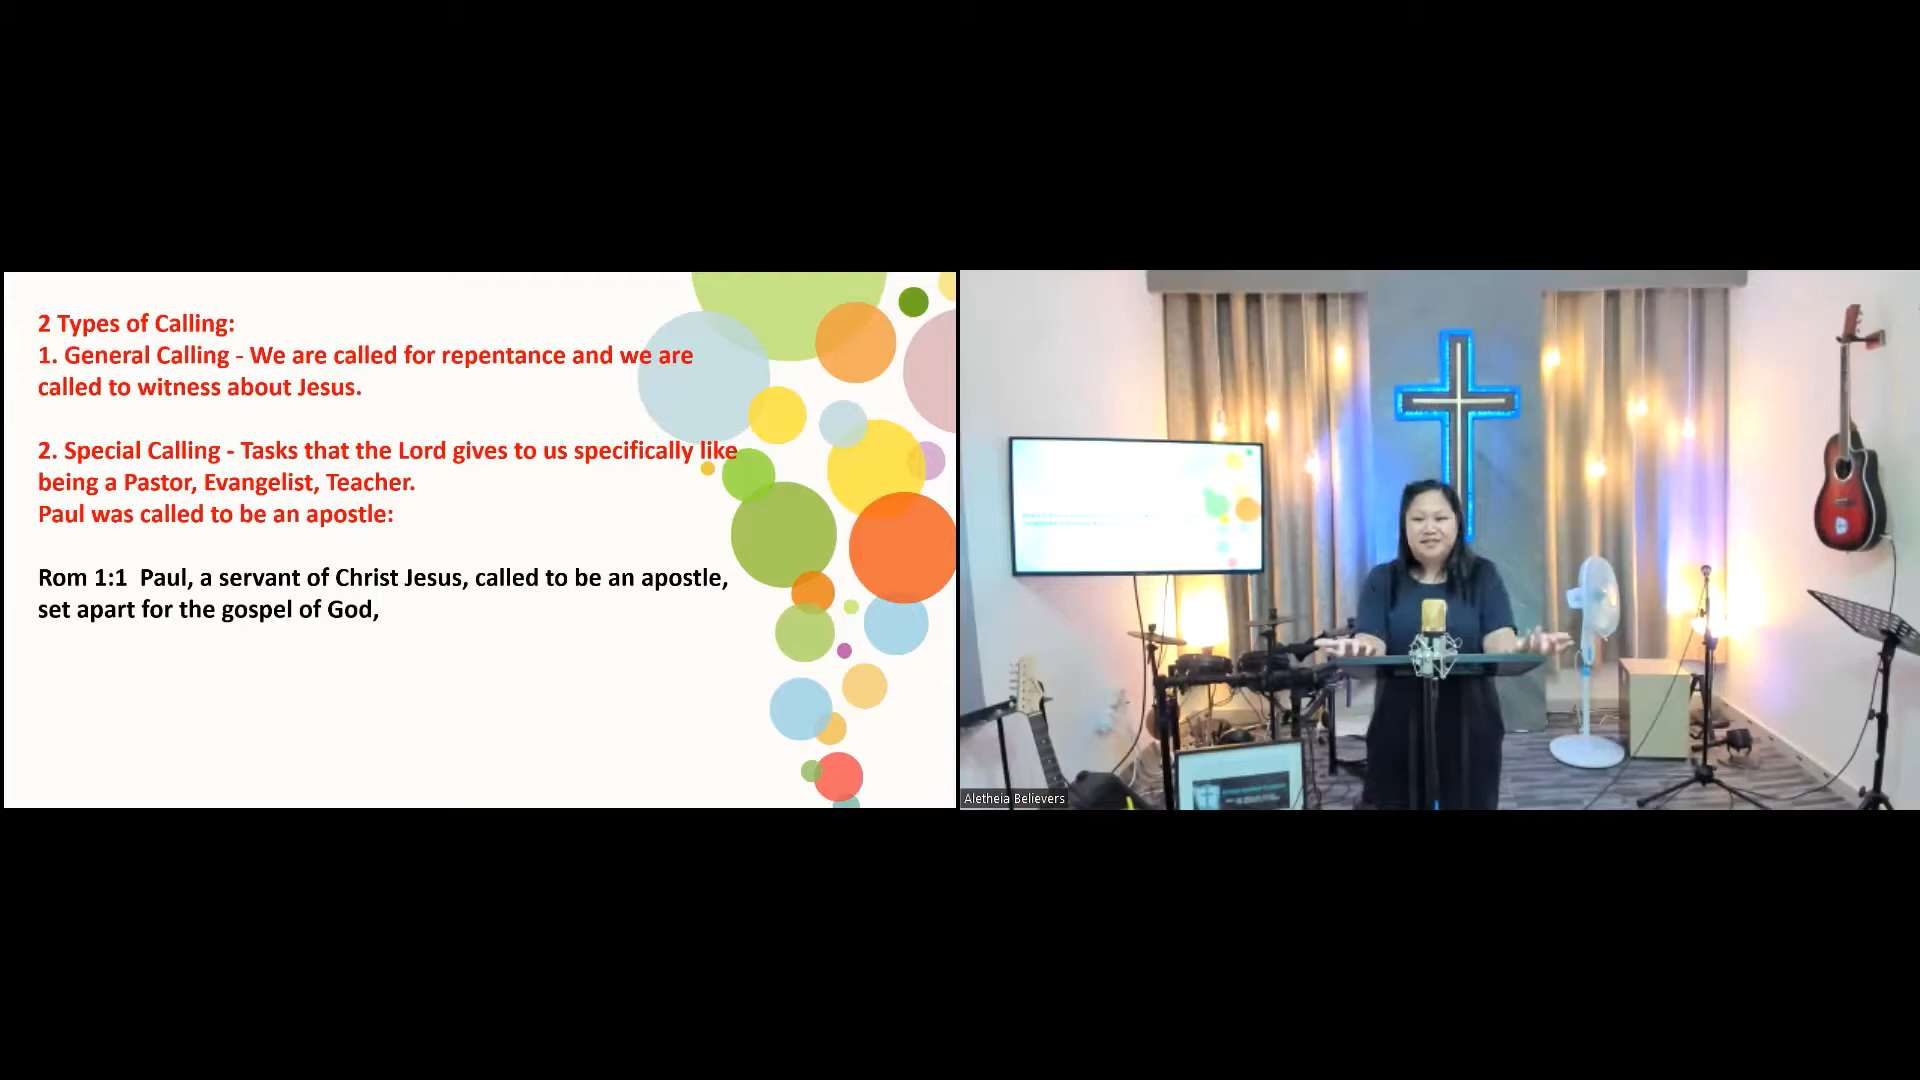 2 Types of Calling:
1. General Calling - We are called for repentance and we are
called to witness about Jesus.
2. Special Calling - Tasks that the Lord gives to us specifically like
being a Pastor, Evangelist, Teacher.
Paul was called to be an apostle:
Rom 1:1  Paul, a servant of Christ Jesus, called to be an apostle,
set apart for the gospel of God,
Aletheia Believers